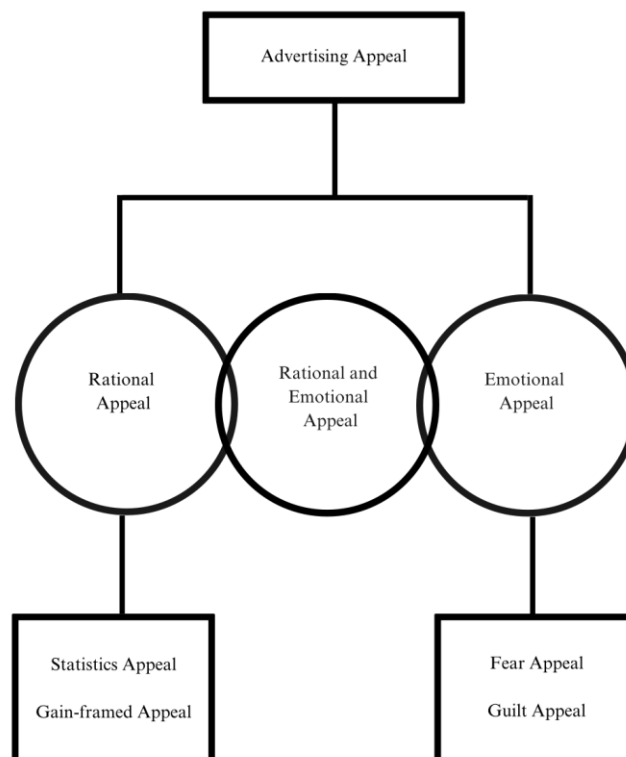 Advertising Appeal
Rational
Appeal
Rational and
Emotional
Appeal
Emotional
Appeal
Statistics Appeal
Gain-framed Appeal
Fear Appeal
Guilt Appeal